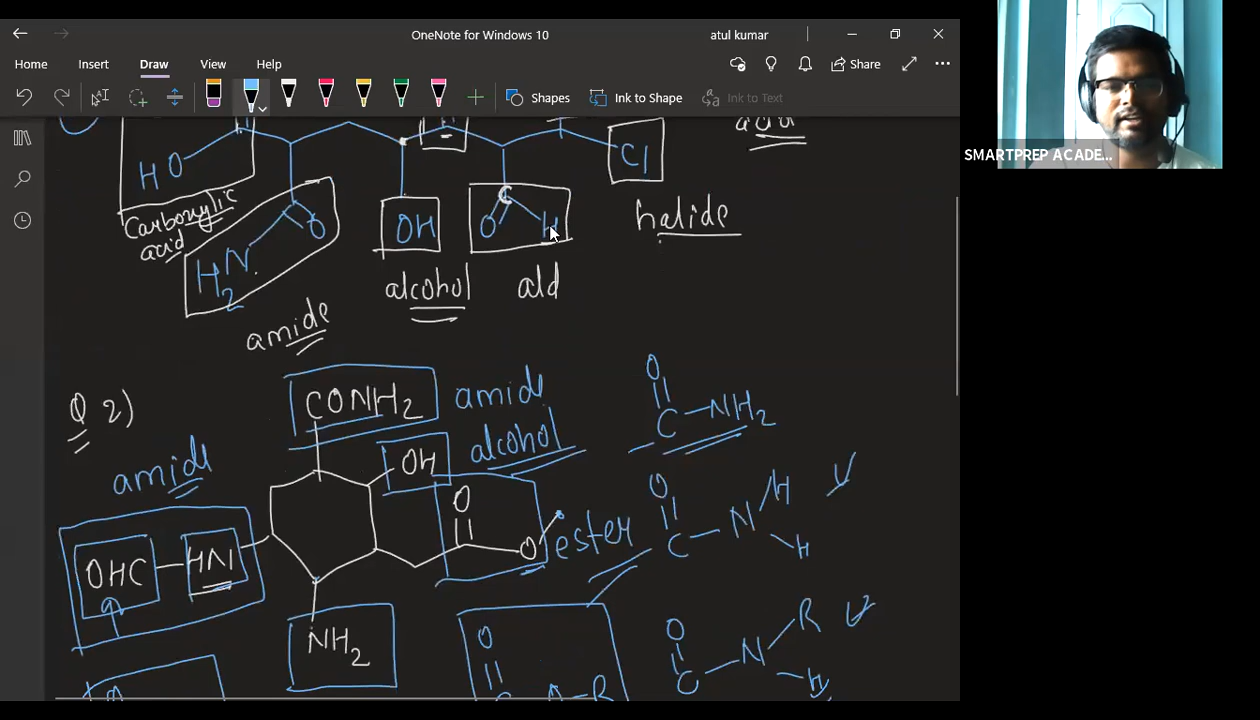 OneNote for Windows 10
atul kumar
Home Insert Draw View Help
Share
Shapes
Ink to Shape
Ink to Text
SMARTPREP ACADE...
HO
Cl
Carboxylic
acid
O
OH
O
H
halide
H2N
alcohol
ald
amide
Q 2)
CONH2
amide
O
C-NH2
OH
alcohol
amide
O
O
H
C-N
H
O
ester
OHC-HN
NH2
O
O
R
C-N
H
N-R